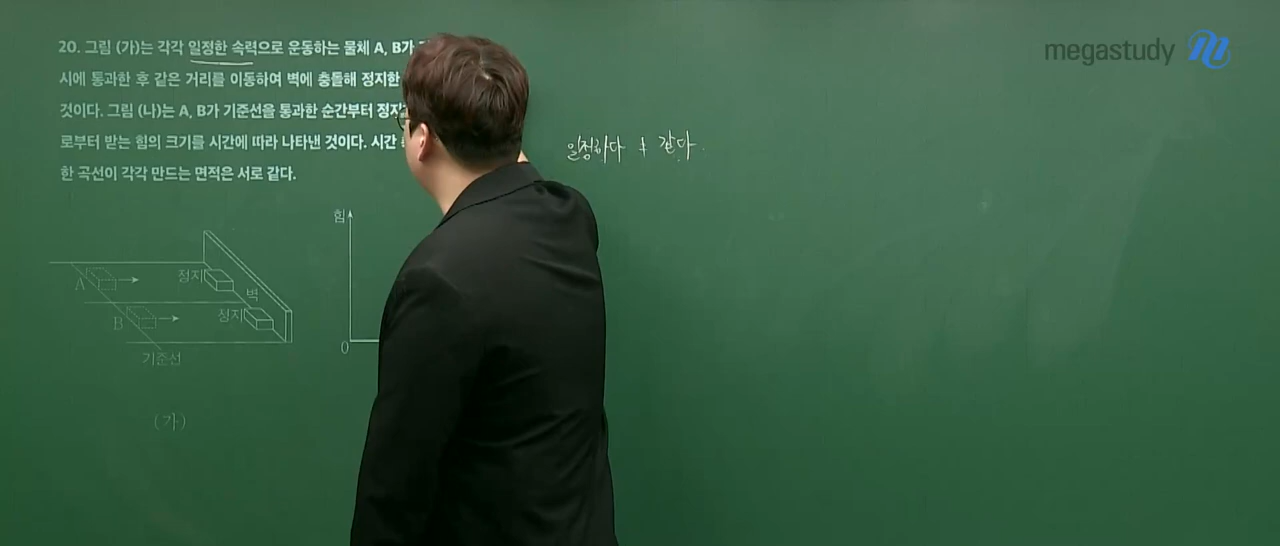 megastudy
20. 그림 (가)는 각각 일정한 속력으로 운동하는 물체 A, B가
시에 통과한 후 같은 거리를 이동하여 벽에 충돌해 정지한
것이다. 그림 (나)는 A, B가 기준선을 통과한 순간부터 정지
로부터 받는 힘의 크기를 시간에 따라 나타낸 것이다. 시간
한 곡선이 각각 만드는 면적은 서로 같다.
일정하다 ≠ 같다.
힘
A 정지
벽
B 정지
0
기준선
(가)